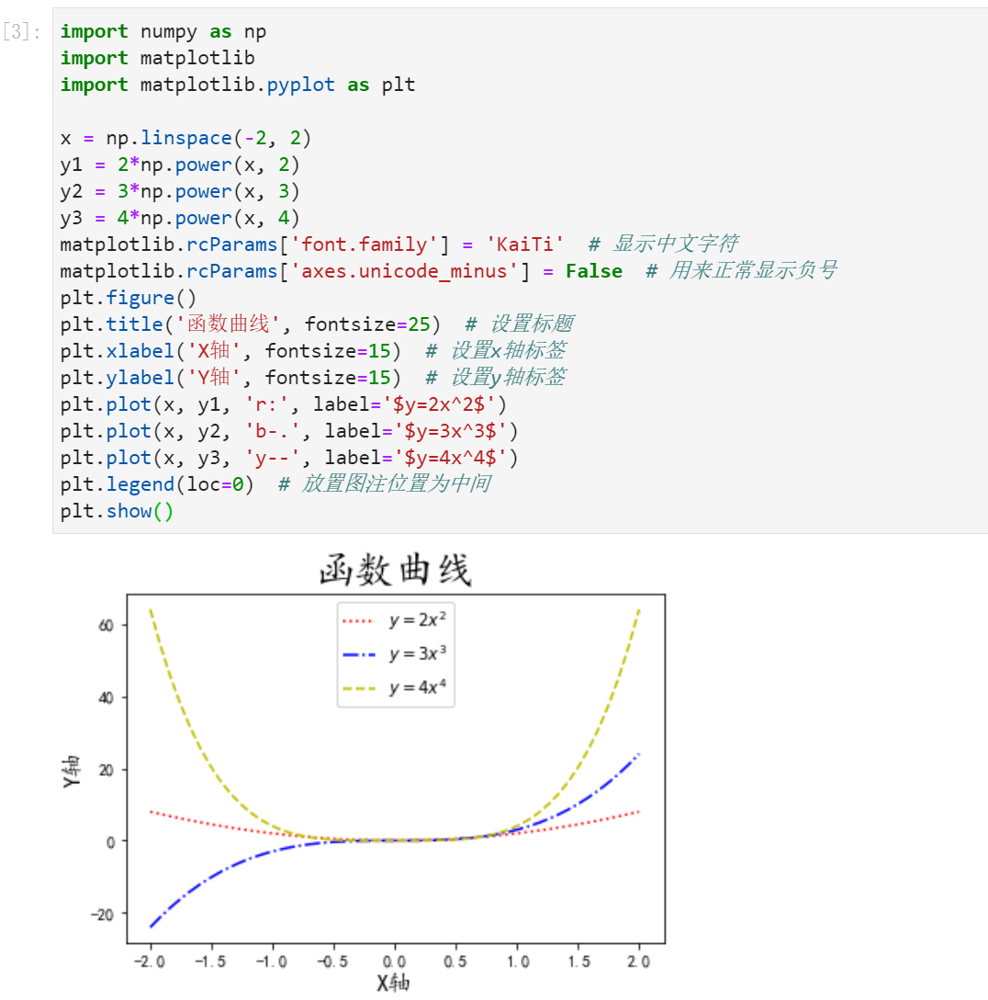 [3]:
import numpy as np
import matplotlib
import matplotlib.pyplot as plt
x = np.linspace(-2, 2)
y1 = 2*np.power(x, 2)
y2 = 3*np.power(x, 3)
y3 = 4*np.power(x, 4)
matplotlib.rcParams['font.family'] = 'KaiTi'  # 显示中文字符
matplotlib.rcParams['axes.unicode_minus'] = False  # 用来正常显示负号
plt.figure()
plt.title('函数曲线', fontsize=25)  # 设置标题
plt.xlabel('X轴', fontsize=15)  # 设置x轴标签
plt.ylabel('Y轴', fontsize=15)  # 设置y轴标签
plt.plot(x, y1, 'r:', label='$y=2x^2$')
plt.plot(x, y2, 'b-.', label='$y=3x^3$')
plt.plot(x, y3, 'y--', label='$y=4x^4$')
plt.legend(loc=0)  # 放置图注位置为中间
plt.show()
函数曲线
y = 2x²
y = 3x³
y = 4x⁴
60
40
20
0
-20
Y轴
-2.0 -1.5 -1.0 -0.5 0.0 0.5 1.0 1.5 2.0
X轴